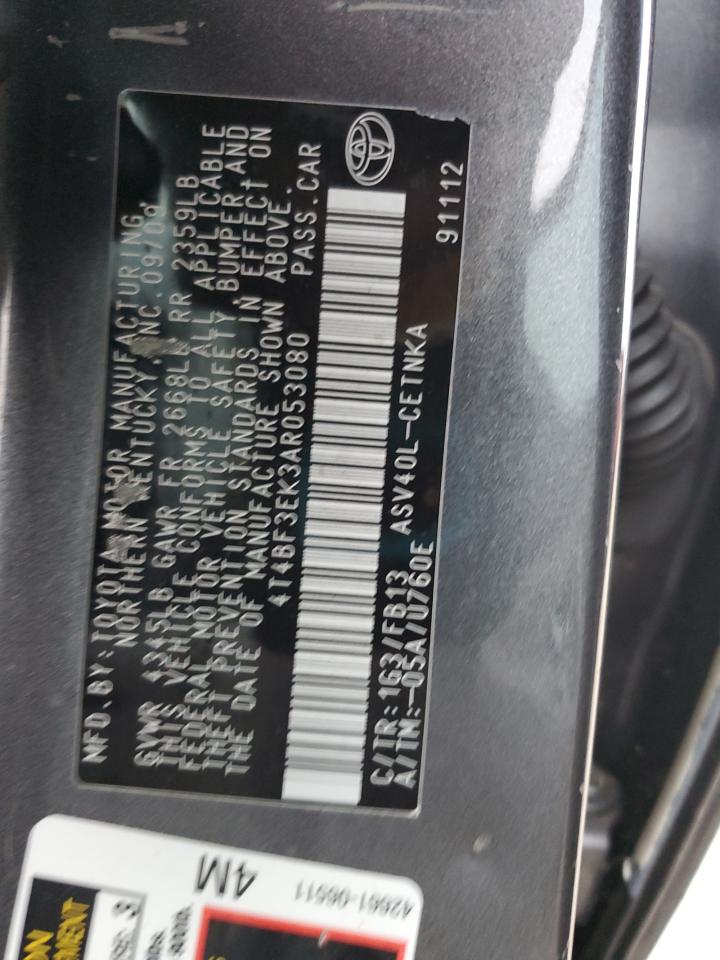 MFD.BY: TOYOTA MOTOR MANUFACTURING
NORTHERN KENTUCKY, INC. 09/09
GVWR 4345LB GAWR FR 2668LB RR 2359LB
THIS VEHICLE CONFORMS TO ALL APPLICABLE
FEDERAL MOTOR VEHICLE SAFETY, BUMPER AND
THEFT PREVENTION STANDARDS IN EFFECT ON
THE DATE OF MANUFACTURE SHOWN ABOVE.
4T4BF3EK3AR053080 PASS.CAR
C/TR:1G3/FB13 ASV40L-CETNKA
A/TM:-05A/U760E 91112
4M
42661-06511